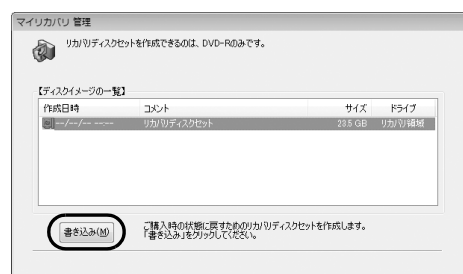 マイリカバリ 管理
リカバリディスクセットを作成できるのは、DVD-Rのみです。
【ディスクイメージの一覧】
作成日時 コメント サイズ ドライブ
--/--/-- --:-- リカバリディスクセット 23.5 GB リカバリ領域
書き込み(M)
ご購入時の状態に戻すためのリカバリディスクセットを作成します。
「書き込み」をクリックしてください。